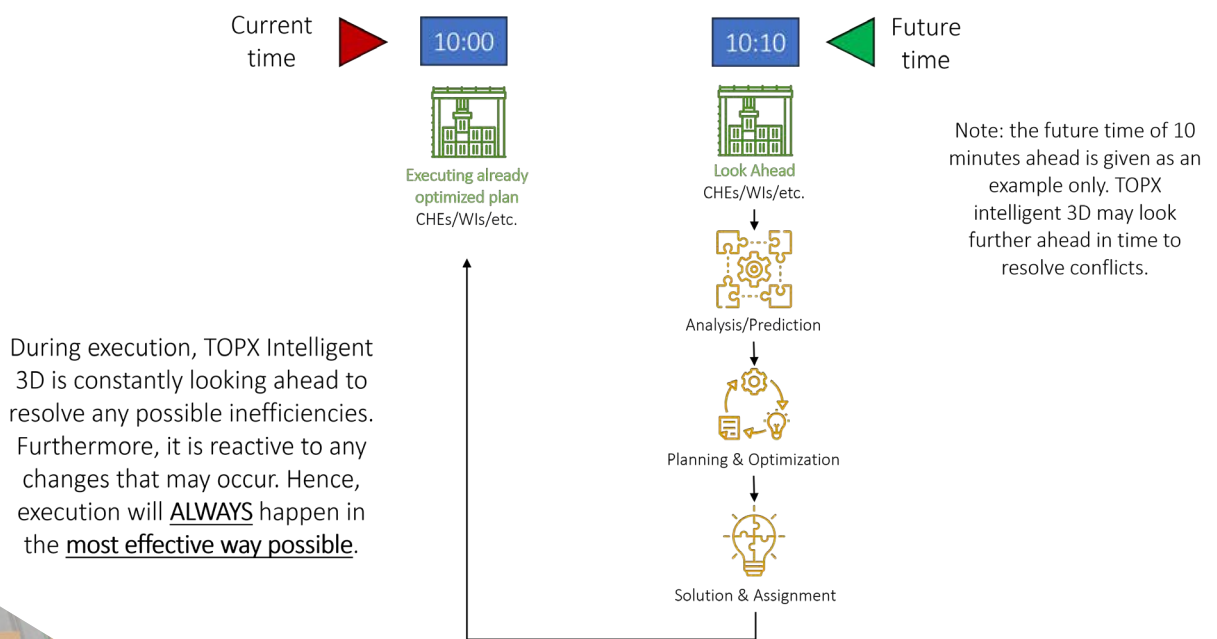 Current
time
10:00
10:10
Future
time
Executing already
optimized plan
CHEs/WIs/etc.
Look Ahead
CHEs/WIs/etc.
Note: the future time of 10
minutes ahead is given as an
example only. TOPX
intelligent 3D may look
further ahead in time to
resolve conflicts.
Analysis/Prediction
During execution, TOPX Intelligent
3D is constantly looking ahead to
resolve any possible inefficiencies.
Furthermore, it is reactive to any
changes that may occur. Hence,
execution will ALWAYS happen in
the most effective way possible.
Planning & Optimization
Solution & Assignment